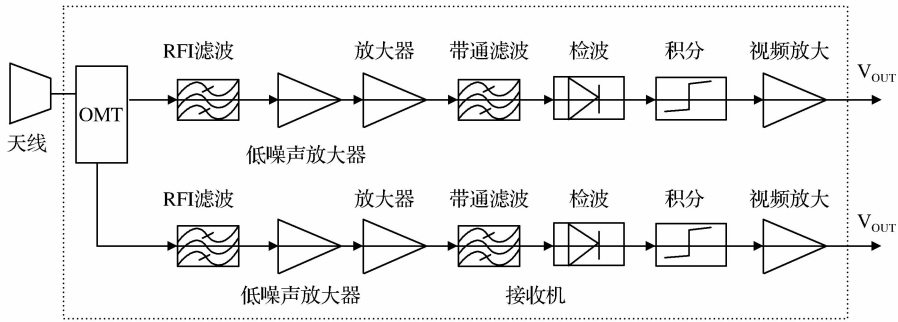 RFI滤波 放大器 带通滤波 检波 积分 视频放大
V_OUT
OMT
天线
低噪声放大器
RFI滤波 放大器 带通滤波 检波 积分 视频放大
V_OUT
低噪声放大器 接收机